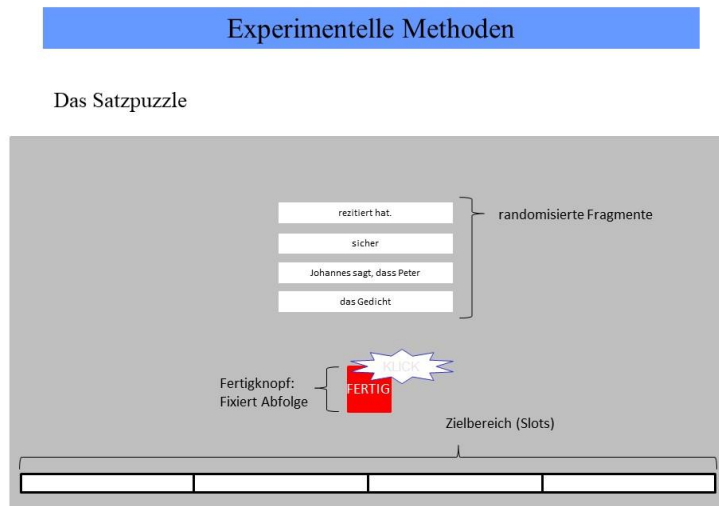 Experimentelle Methoden
Das Satzpuzzle
rezitiert hat.
sicher
Johannes sagt, dass Peter
das Gedicht
randomisierte Fragmente
KLICK
FERTIG
Fertigknopf:
Fixiert Abfolge
Zielbereich (Slots)